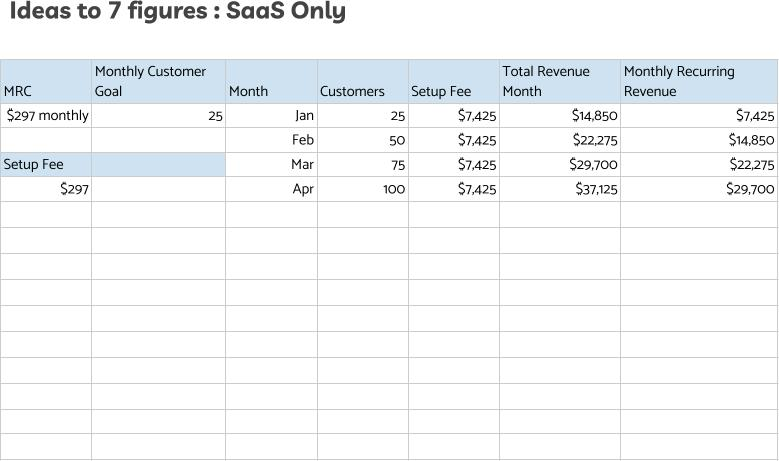 Ideas to 7 figures : SaaS Only
MRC Monthly Customer Goal Month Customers Setup Fee Total Revenue Month Monthly Recurring Revenue
$297 monthly 25 Jan 25 $7,425 $14,850 $7,425
Feb 50 $7,425 $22,275 $14,850
Setup Fee Mar 75 $7,425 $29,700 $22,275
$297 Apr 100 $7,425 $37,125 $29,700